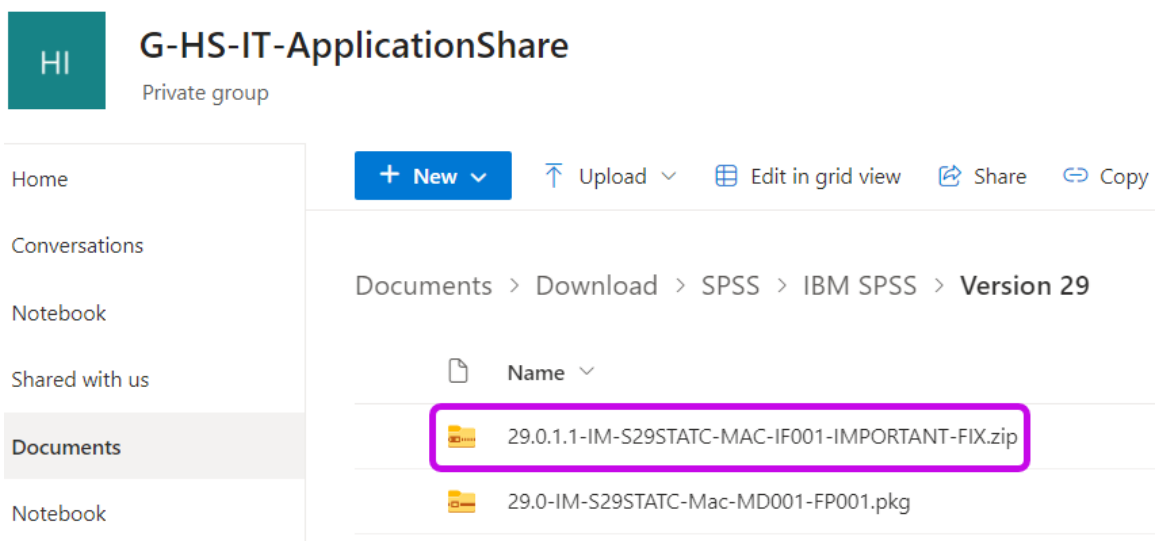 HI
G-HS-IT-ApplicationShare
Private group
Home
Conversations
Notebook
Shared with us
Documents
Notebook
+ New
Upload
Edit in grid view
Share
Copy
Documents > Download > SPSS > IBM SPSS > Version 29
Name
29.0.1.1-IM-S29STATC-MAC-IF001-IMPORTANT-FIX.zip
29.0-IM-S29STATC-Mac-MD001-FP001.pkg